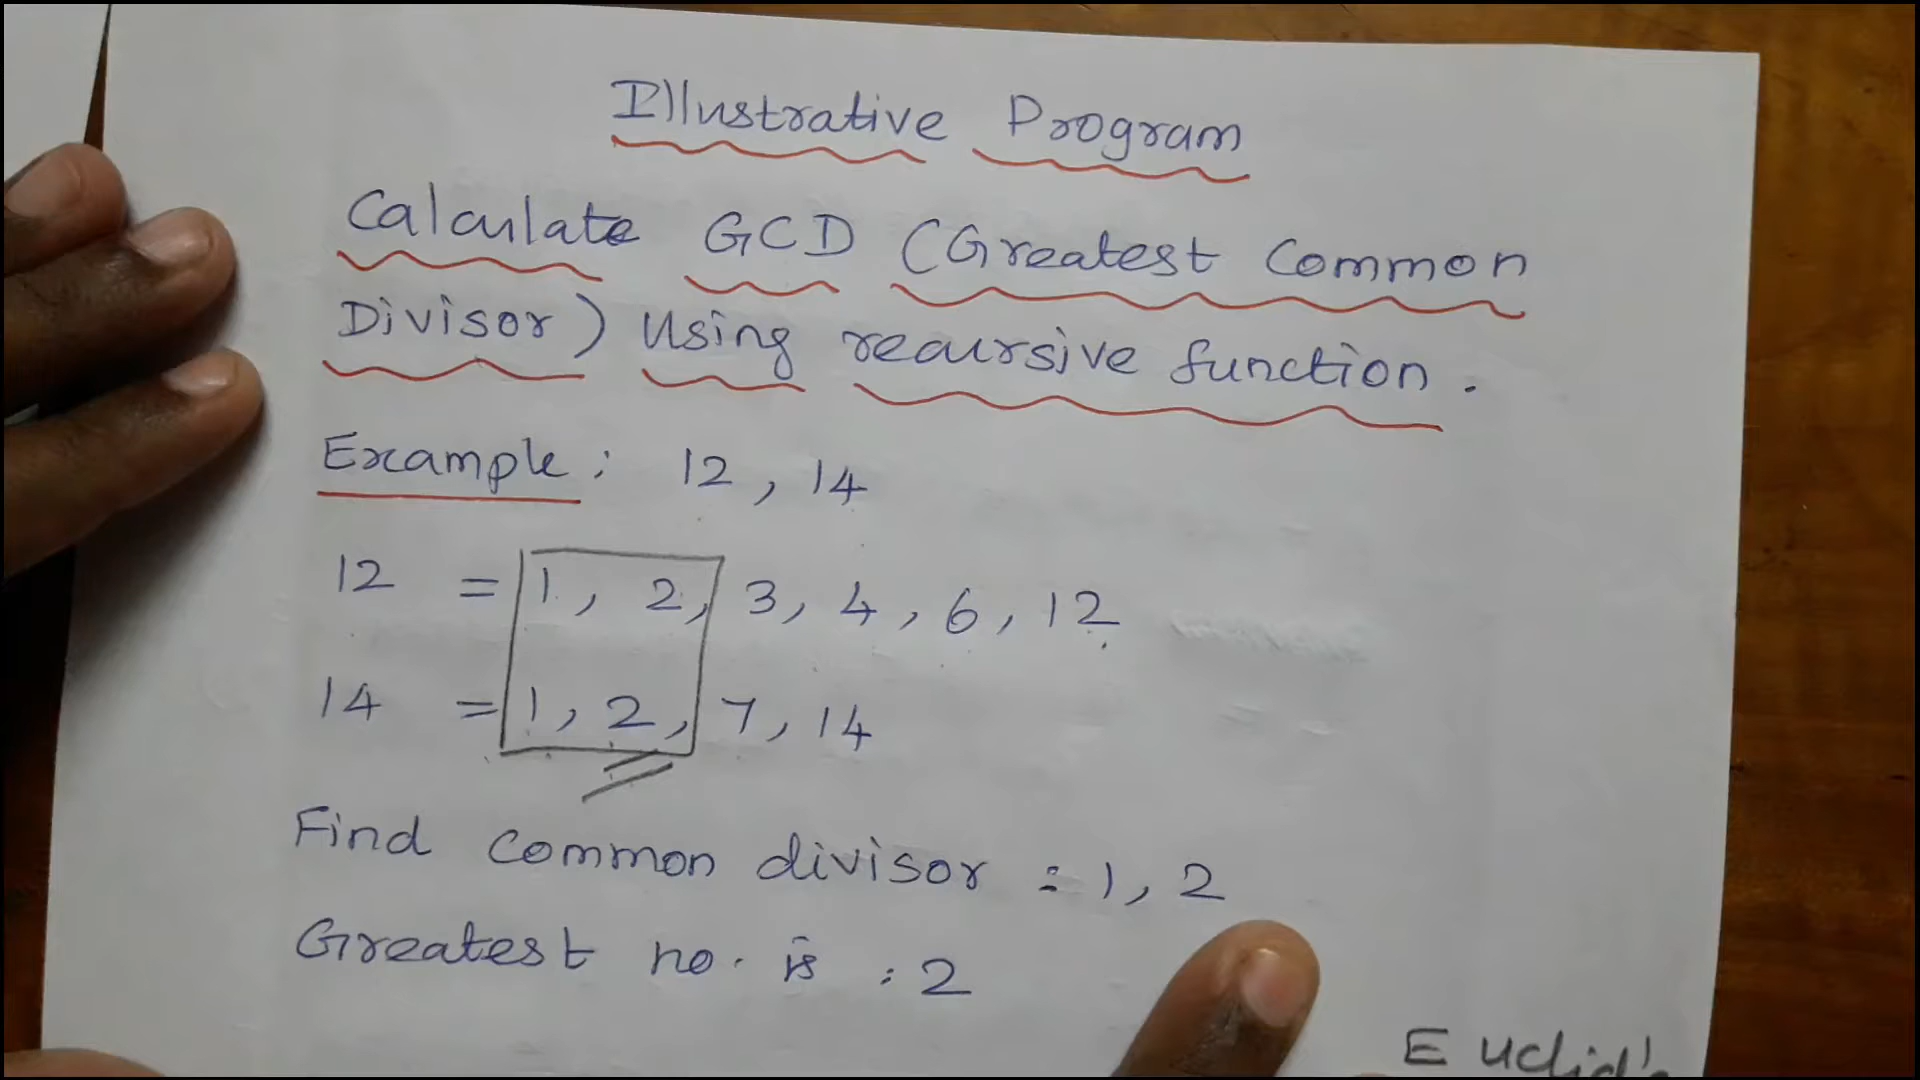 Illustrative Program
Calculate GCD (Greatest Common
Divisor) Using recursive function.
Example: 12, 14
12 = 1, 2, 3, 4, 6, 12
14 = 1, 2, 7, 14
Find common divisor : 1, 2
Greatest no. is : 2
Euclid's